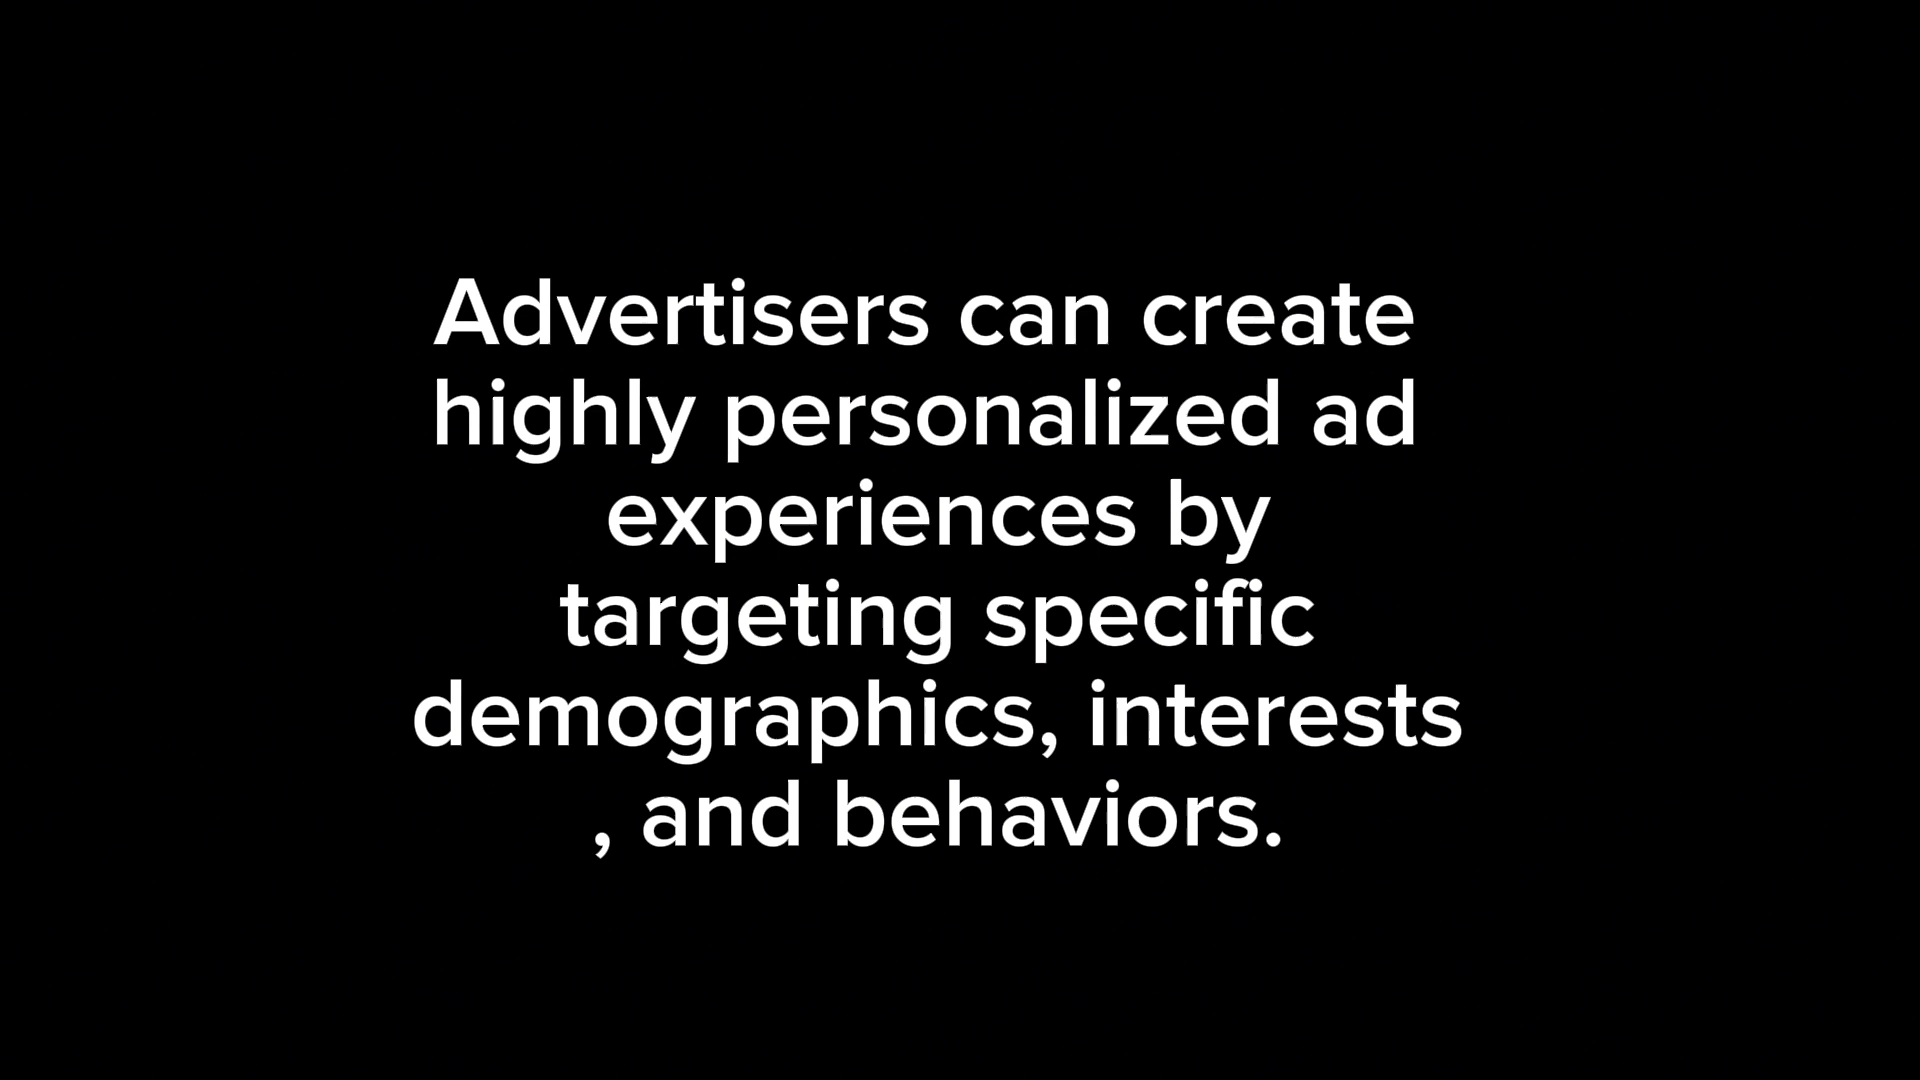 Advertisers can create
highly personalized ad
experiences by
targeting specific
demographics, interests
, and behaviors.